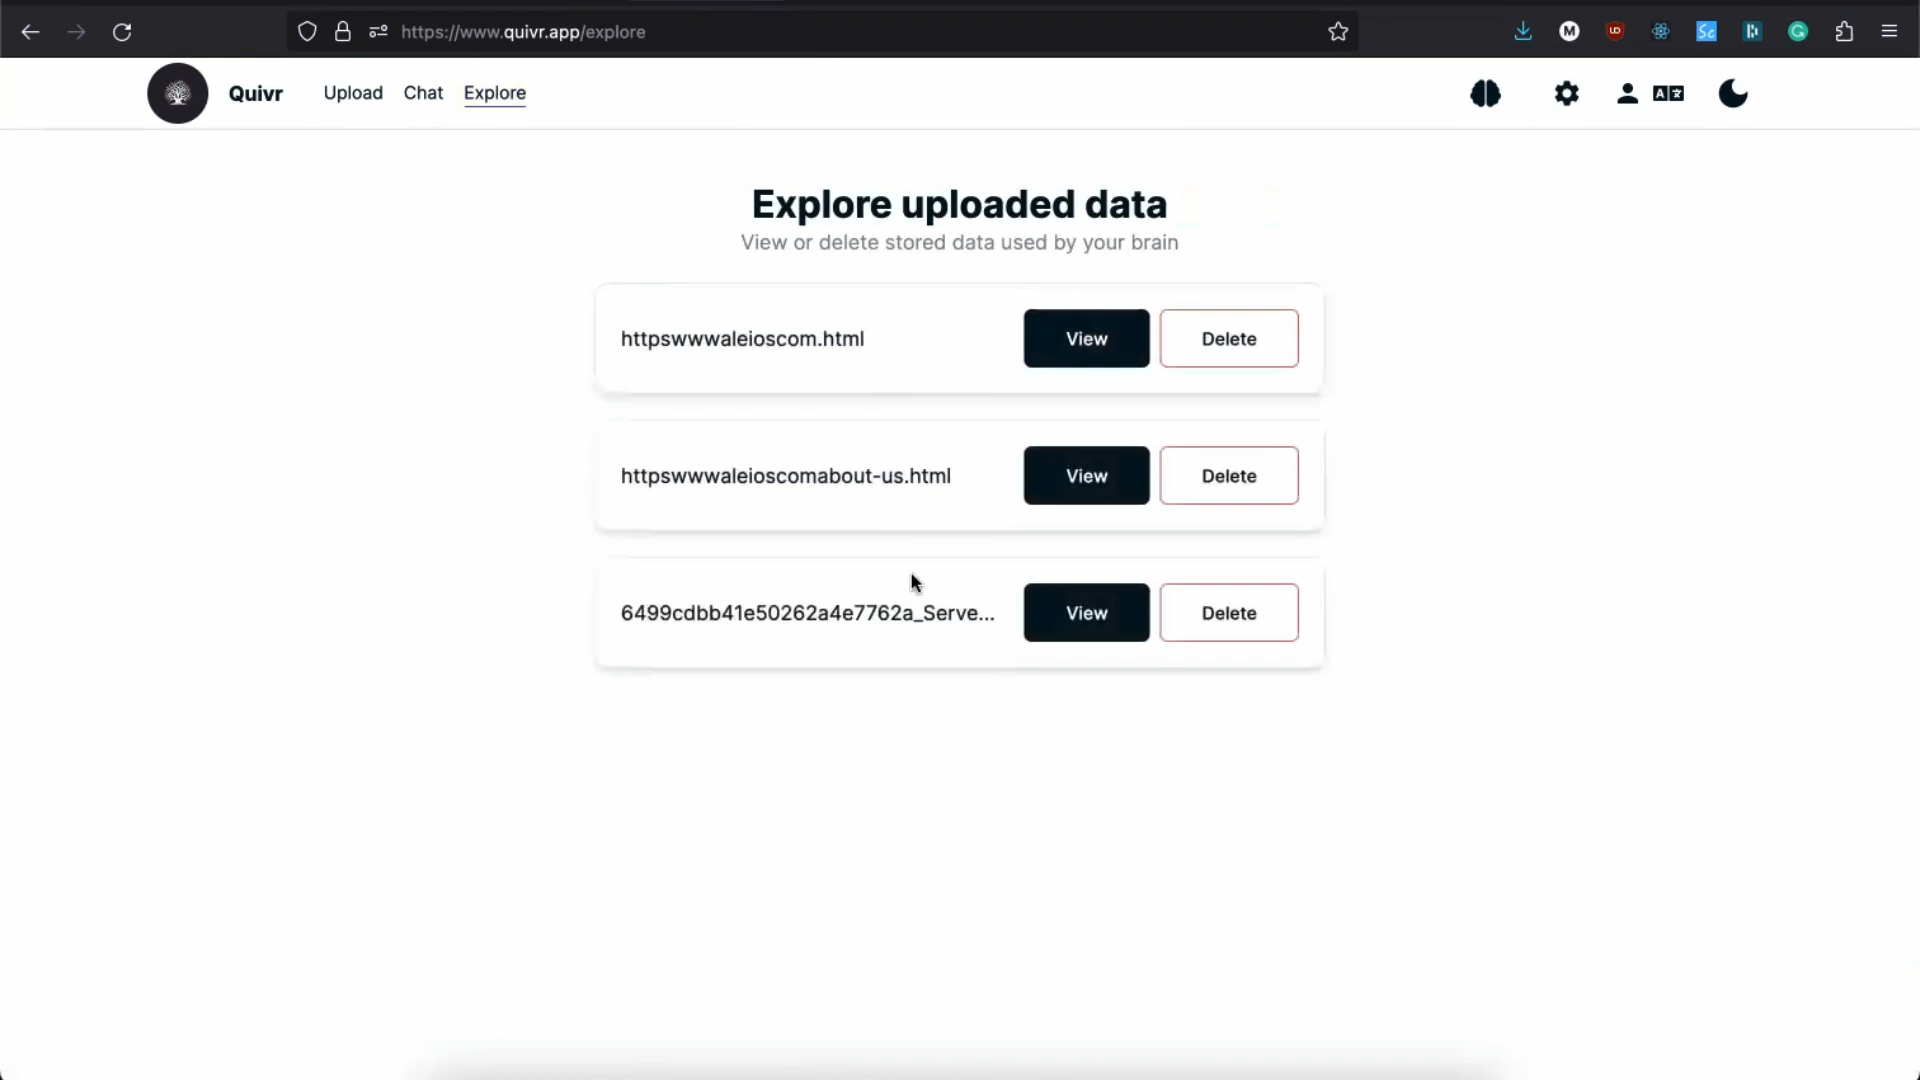 https://www.quivr.app/explore
Quivr Upload Chat Explore
Explore uploaded data
View or delete stored data used by your brain
httpswwwaleioscom.html View Delete
httpswwwaleioscomabout-us.html View Delete
6499cdbb41e50262a4e7762a_Serve... View Delete